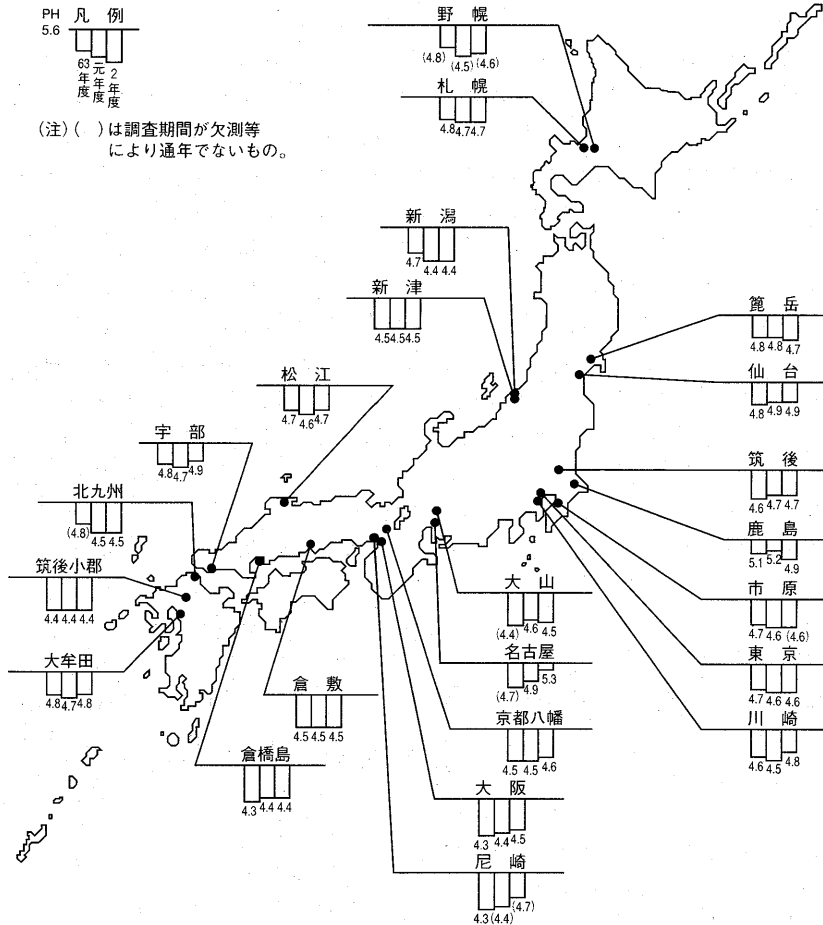 PH 凡 例
5.6
63年度 元年度 2年度
(注)( )は調査期間が欠測等
により通年でないもの。
野 幌
(4.8) (4.5) (4.6)
札 幌
4.8 4.7 4.7
新 潟
4.7 4.4 4.4
新 津
4.5 4.5 4.5
松 江
4.7 4.6 4.7
宇 部
4.8 4.7 4.9
北九州
(4.8) 4.5 4.5
筑後小郡
4.4 4.4 4.4
大牟田
4.8 4.7 4.8
倉 敷
4.5 4.5 4.5
倉橋島
4.3 4.4 4.4
篦 岳
4.8 4.8 4.7
仙 台
4.8 4.9 4.9
筑 後
4.6 4.7 4.7
鹿 島
5.1 5.2 4.9
市 原
4.7 4.6 (4.6)
東 京
4.7 4.6 4.6
川 崎
4.6 4.5 4.8
大 山
(4.4) 4.6 4.5
名古屋
(4.7) 4.9 5.3
京都八幡
4.5 4.5 4.6
大 阪
4.3 4.4 4.5
尼 崎
4.3 (4.4) (4.7)